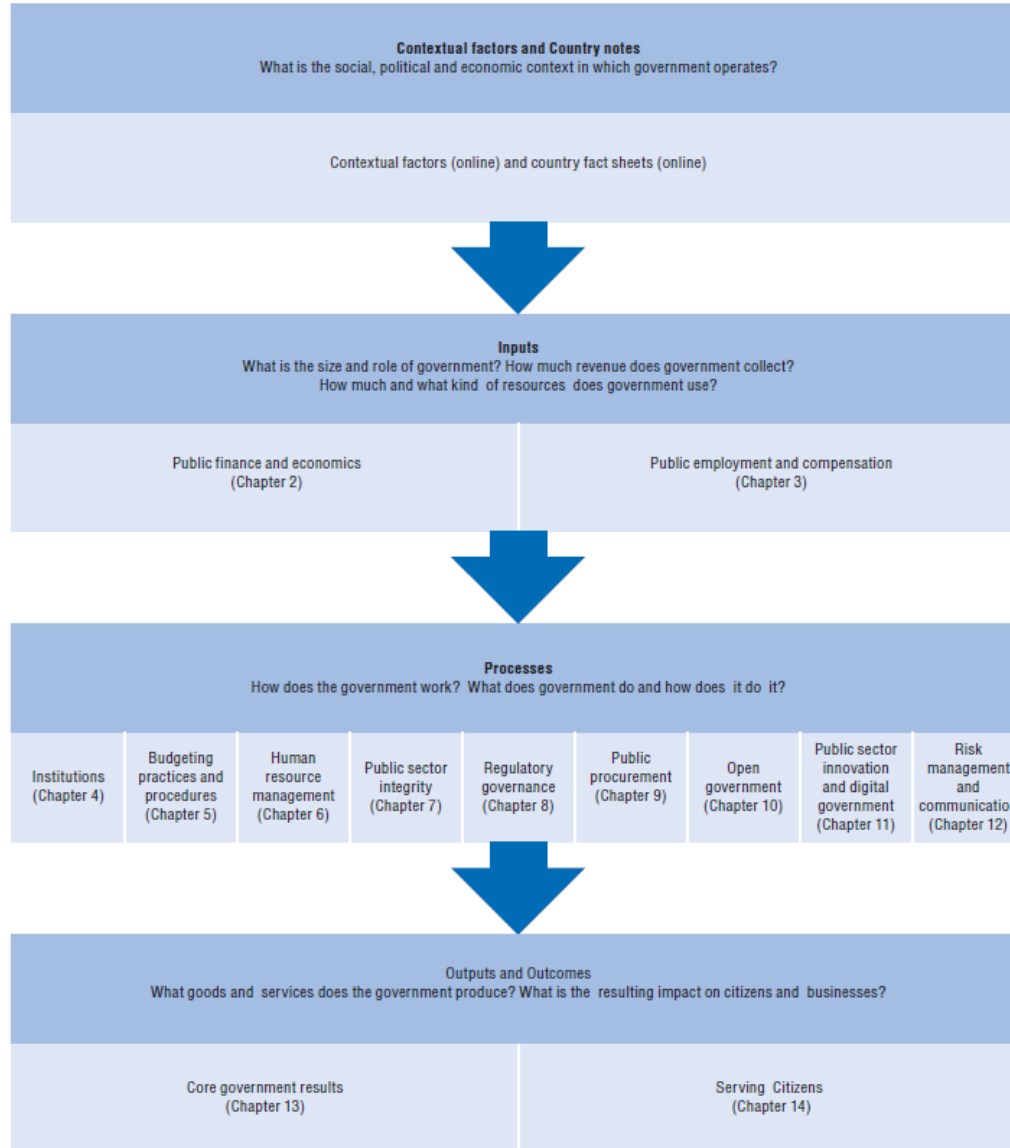 Contextual factors and Country notes
What is the social, political and economic context in which government operates?
Contextual factors (online) and country fact sheets (online)
Inputs
What is the size and role of government? How much revenue does government collect?
How much and what kind of resources does government use?
Public finance and economics
(Chapter 2)
Public employment and compensation
(Chapter 3)
Processes
How does the government work? What does government do and how does it do it?
Institutions
(Chapter 4)
Budgeting
practices and
procedures
(Chapter 5)
Human
resource
management
(Chapter 6)
Public sector
integrity
(Chapter 7)
Regulatory
governance
(Chapter 8)
Public
procurement
(Chapter 9)
Open
government
(Chapter 10)
Public sector
innovation
and digital
government
(Chapter 11)
Risk
management
and
communication
(Chapter 12)
Outputs and Outcomes
What goods and services does the government produce? What is the resulting impact on citizens and businesses?
Core government results
(Chapter 13)
Serving Citizens
(Chapter 14)